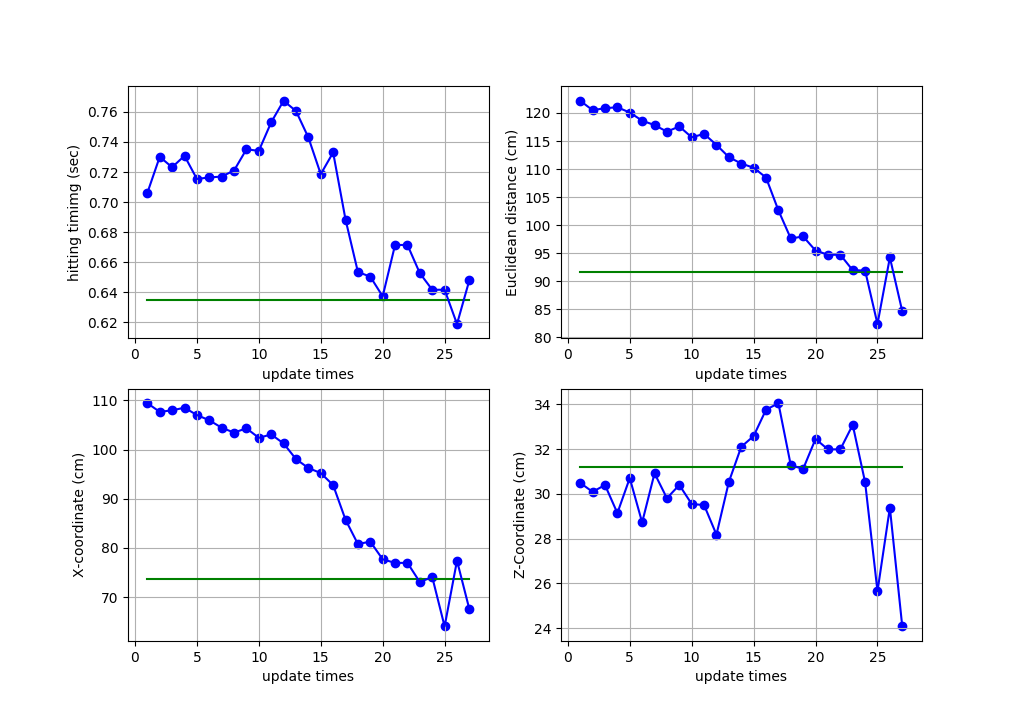 hitting timimg (sec)
0.76
0.74
0.72
0.70
0.68
0.66
0.64
0.62
0 5 10 15 20 25
update times
Euclidean distance (cm)
120
115
110
105
100
95
90
85
80
0 5 10 15 20 25
update times
X-coordinate (cm)
110
100
90
80
70
0 5 10 15 20 25
update times
Z-Coordinate (cm)
34
32
30
28
26
24
0 5 10 15 20 25
update times